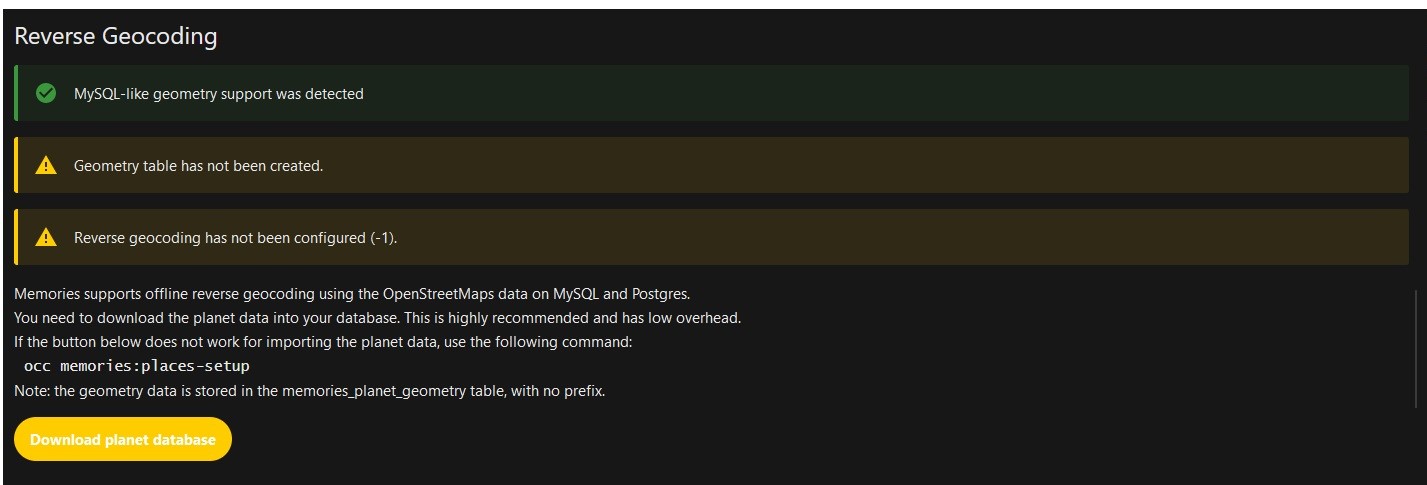 Reverse Geocoding
MySQL-like geometry support was detected
Geometry table has not been created.
Reverse geocoding has not been configured (-1).
Memories supports offline reverse geocoding using the OpenStreetMaps data on MySQL and Postgres.
You need to download the planet data into your database. This is highly recommended and has low overhead.
If the button below does not work for importing the planet data, use the following command:
occ memories:places-setup
Note: the geometry data is stored in the memories_planet_geometry table, with no prefix.
Download planet database